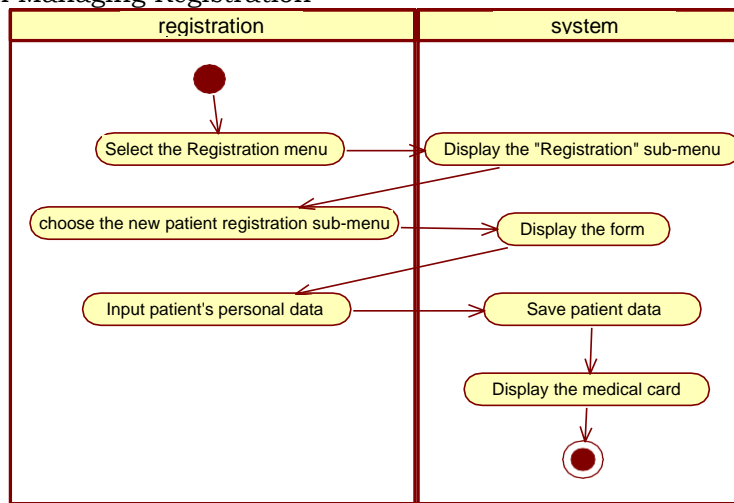 Managing Registration
registration
system
Select the Registration menu
Display the "Registration" sub-menu
choose the new patient registration sub-menu
Display the form
Input patient's personal data
Save patient data
Display the medical card